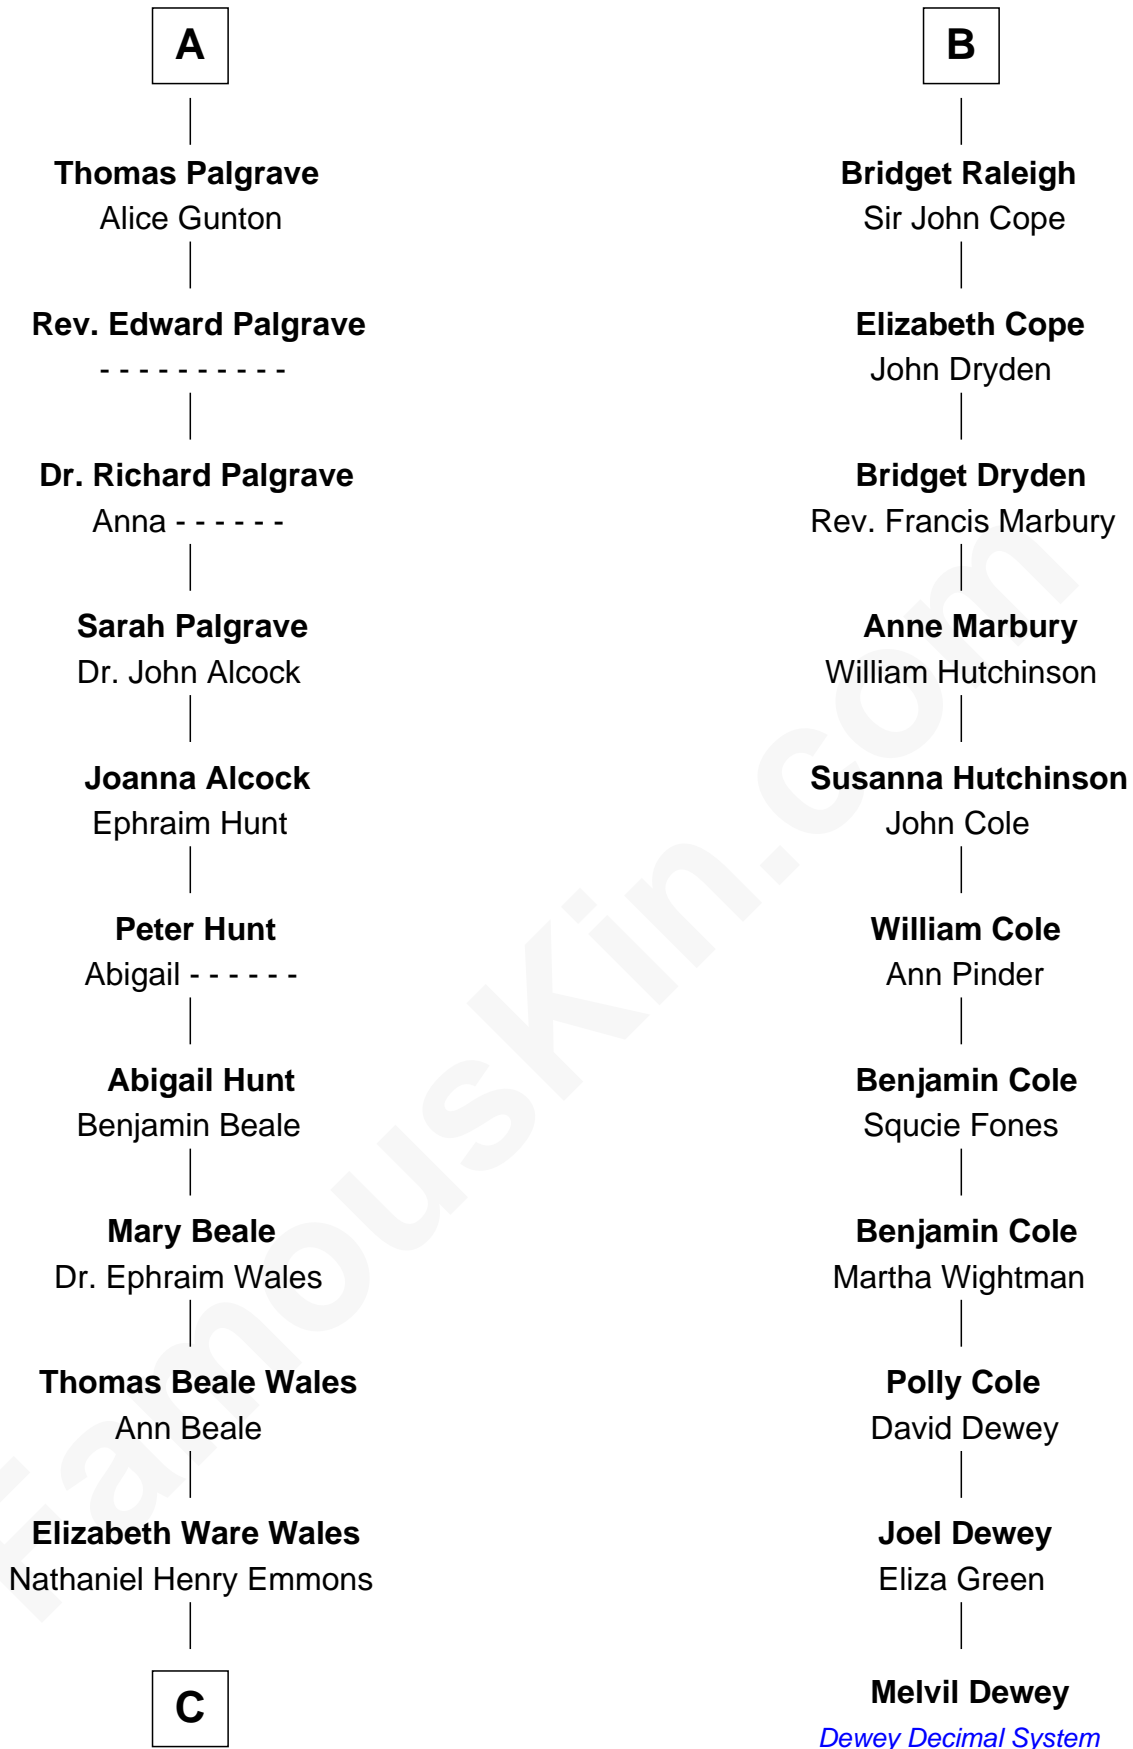 A
Thomas Palgrave
Alice Gunton
Rev. Edward Palgrave
- - - - - - - - - -
Dr. Richard Palgrave
Anna - - - - - -
Sarah Palgrave
Dr. John Alcock
Joanna Alcock
Ephraim Hunt
Peter Hunt
Abigail - - - - - -
Abigail Hunt
Benjamin Beale
Mary Beale
Dr. Ephraim Wales
Thomas Beale Wales
Ann Beale
Elizabeth Ware Wales
Nathaniel Henry Emmons
C
B
Bridget Raleigh
Sir John Cope
Elizabeth Cope
John Dryden
Bridget Dryden
Rev. Francis Marbury
Anne Marbury
William Hutchinson
Susanna Hutchinson
John Cole
William Cole
Ann Pinder
Benjamin Cole
Squcie Fones
Benjamin Cole
Martha Wightman
Polly Cole
David Dewey
Joel Dewey
Eliza Green
Melvil Dewey
Dewey Decimal System
FamousKin.com